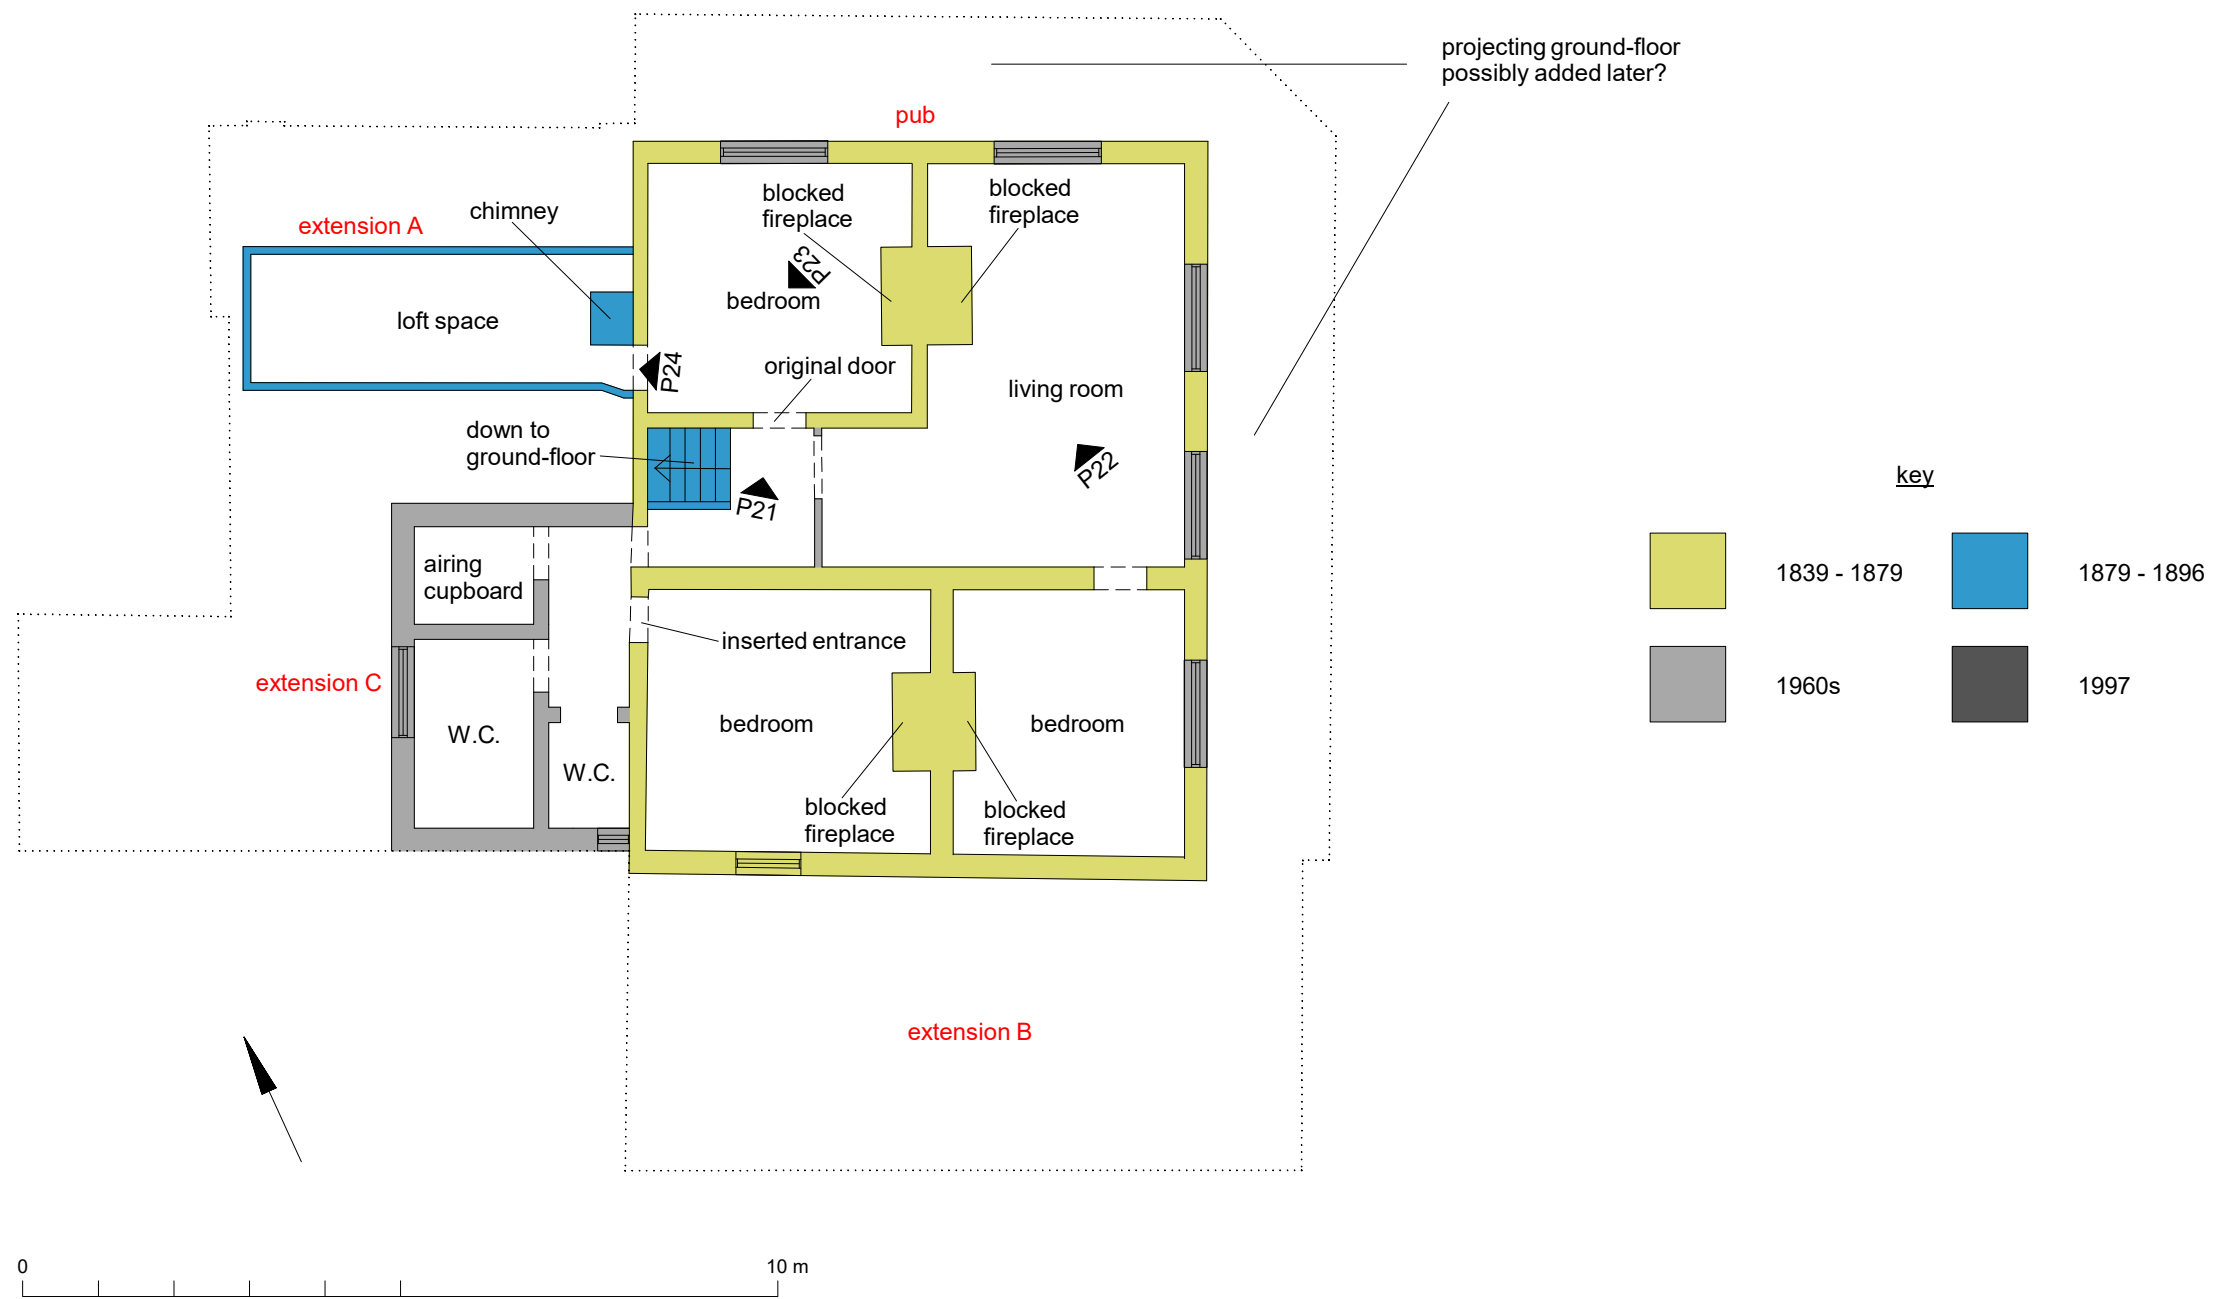 projecting ground-floor
possibly added later?
pub
blocked
fireplace
blocked
fireplace
chimney
extension A
P23
bedroom
loft space
P24
original door
living room
down to
ground-floor
P22
P21
key
airing
cupboard
1839 - 1879
1879 - 1896
inserted entrance
extension C
1960s
1997
W.C.
bedroom
bedroom
W.C.
blocked
fireplace
blocked
fireplace
extension B
0
10 m